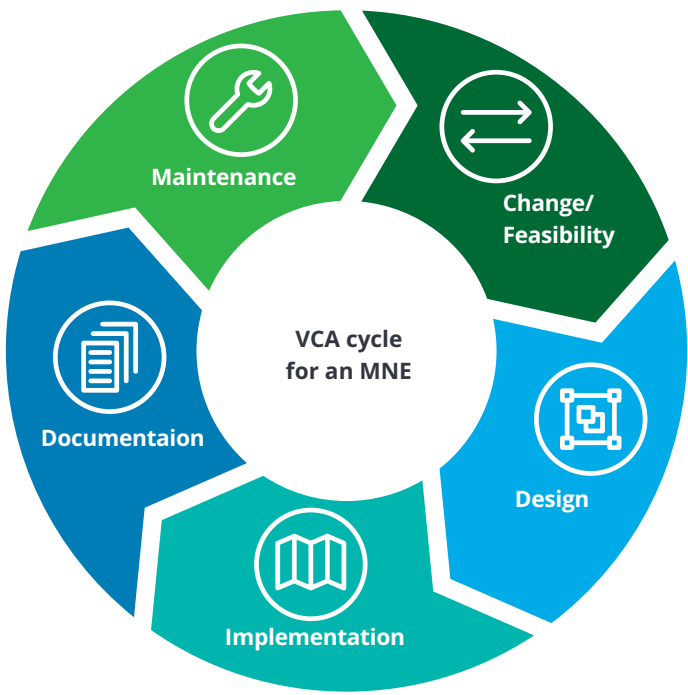 Maintenance
Change/
Feasibility
VCA cycle
for an MNE
Documentaion
Design
Implementation